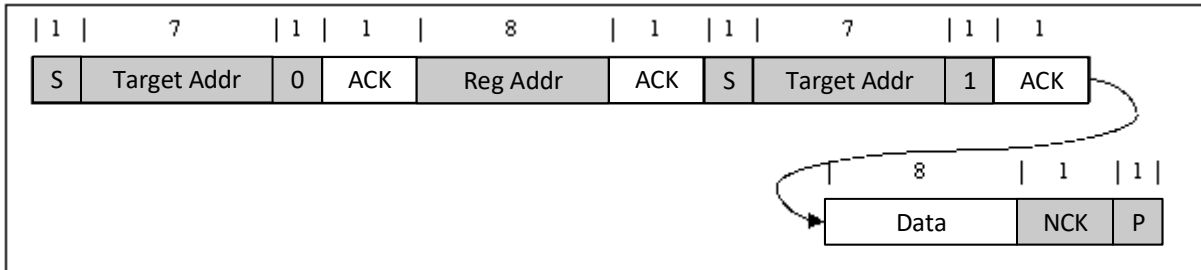 | 1 | 7 | 1 | 1 | 8 | 1 | 1 | 7 | 1 | 1
S Target Addr 0 ACK Reg Addr ACK S Target Addr 1 ACK
| 8 | 1 | 1 |
Data NCK P